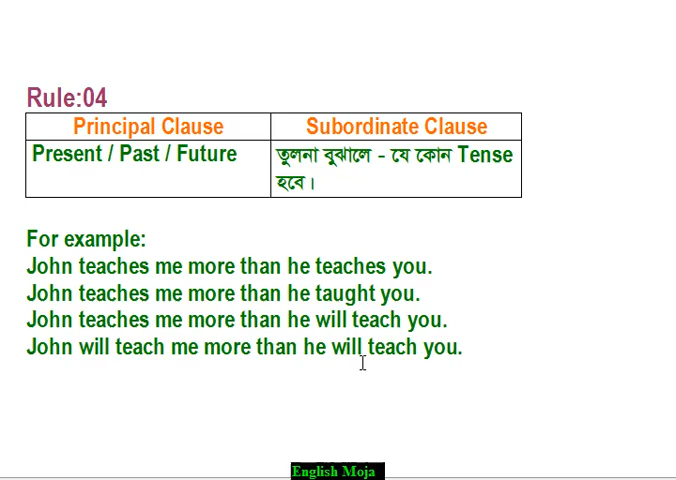 Rule:04
Principal Clause Subordinate Clause
Present / Past / Future তুলনা বুঝালে - যে কোন Tense
হবে।
For example:
John teaches me more than he teaches you.
John teaches me more than he taught you.
John teaches me more than he will teach you.
John will teach me more than he will teach you.
English Moja